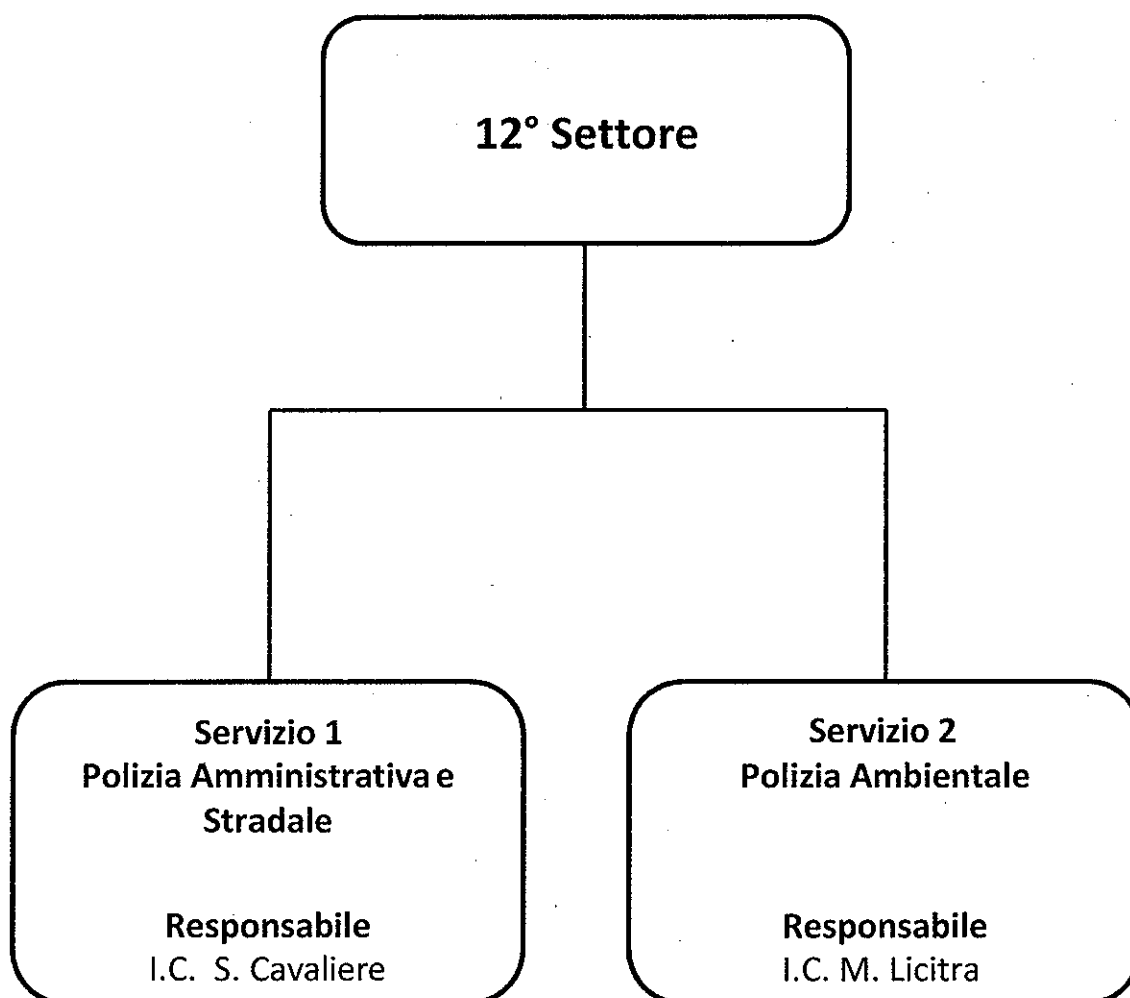 12° Settore
Servizio 1
Polizia Amministrativa e
Stradale
Responsabile
I.C. S. Cavaliere
Servizio 2
Polizia Ambientale
Responsabile
I.C. M. Licitra